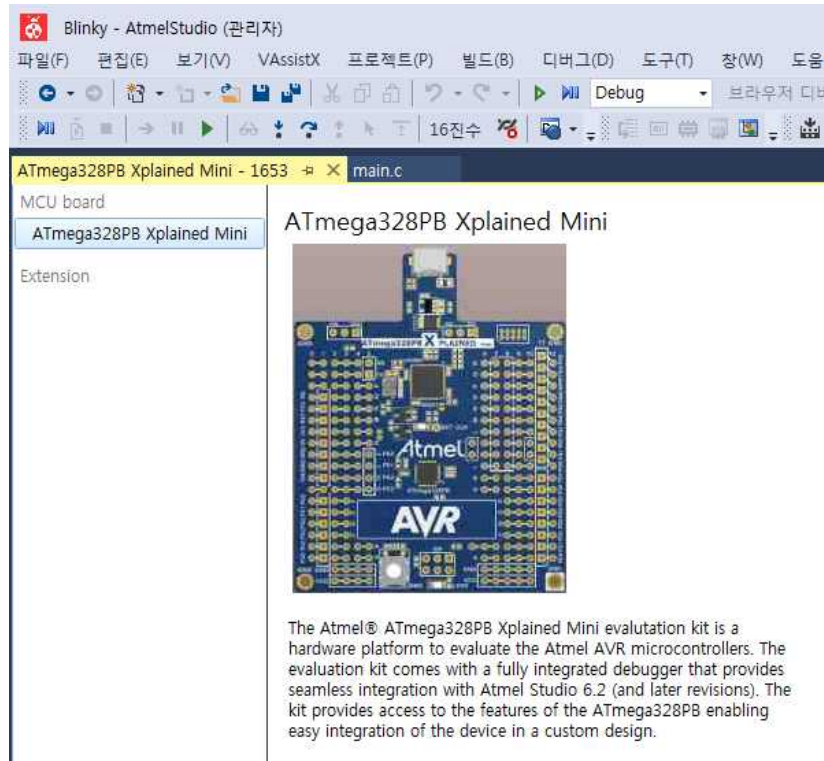 Blinky - AtmelStudio (관리자)
파일(F) 편집(E) 보기(V) VAssistX 프로젝트(P) 빌드(B) 디버그(D) 도구(T) 창(W) 도움
Debug 브라우저 디버
16진수
ATmega328PB Xplained Mini - 1653 main.c
MCU board
ATmega328PB Xplained Mini
Extension
ATmega328PB Xplained Mini
ATmega328PB X PLAINED
Atmel
AVR
The Atmel® ATmega328PB Xplained Mini evalutation kit is a
hardware platform to evaluate the Atmel AVR microcontrollers. The
evaluation kit comes with a fully integrated debugger that provides
seamless integration with Atmel Studio 6.2 (and later revisions). The
kit provides access to the features of the ATmega328PB enabling
easy integration of the device in a custom design.